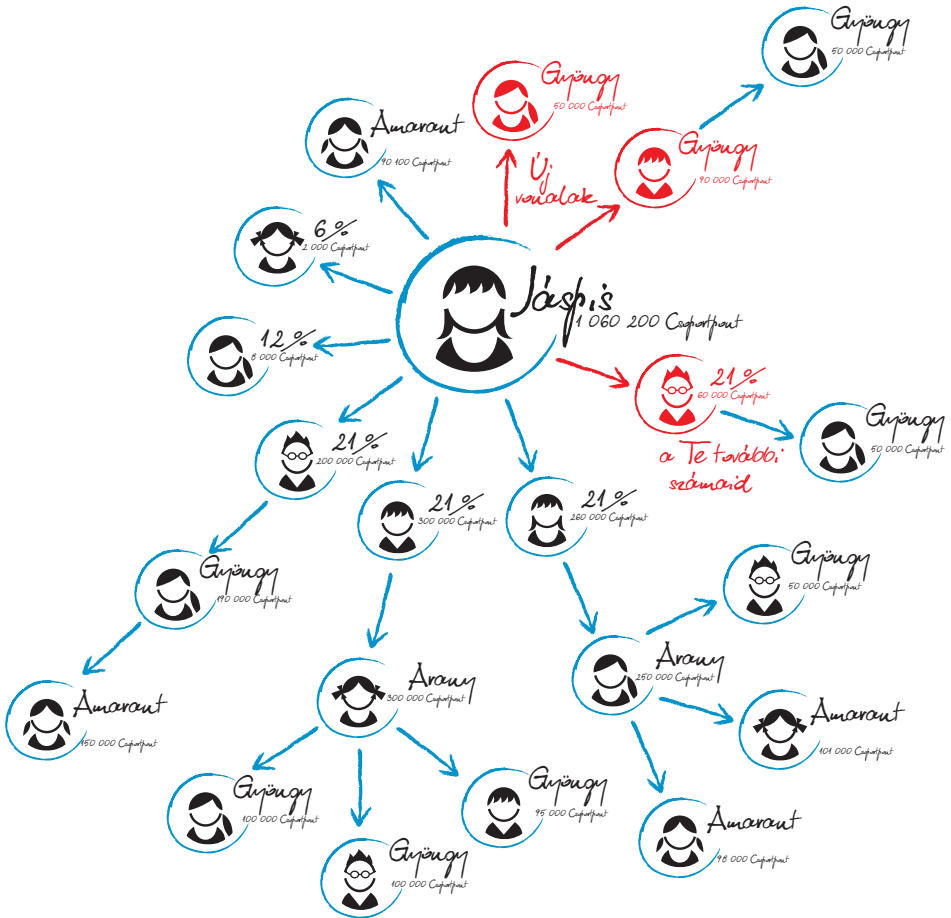 Gyöngy
50 000 Csoportpont
Gyöngy
50 000 Csoportpont
Amarant
90 100 Csoportpont
Gyöngy
90 000 Csoportpont
Új
vonalak
6%
2 000 Csoportpont
Jáspis
1 060 200 Csoportpont
12%
8 000 Csoportpont
21%
60 000 Csoportpont
Gyöngy
50 000 Csoportpont
a Te további
számaid
21%
200 000 Csoportpont
21%
300 000 Csoportpont
21%
260 000 Csoportpont
Gyöngy
190 000 Csoportpont
Gyöngy
50 000 Csoportpont
Arany
300 000 Csoportpont
Arany
250 000 Csoportpont
Amarant
150 000 Csoportpont
Amarant
101 000 Csoportpont
Gyöngy
100 000 Csoportpont
Gyöngy
95 000 Csoportpont
Amarant
98 000 Csoportpont
Gyöngy
100 000 Csoportpont